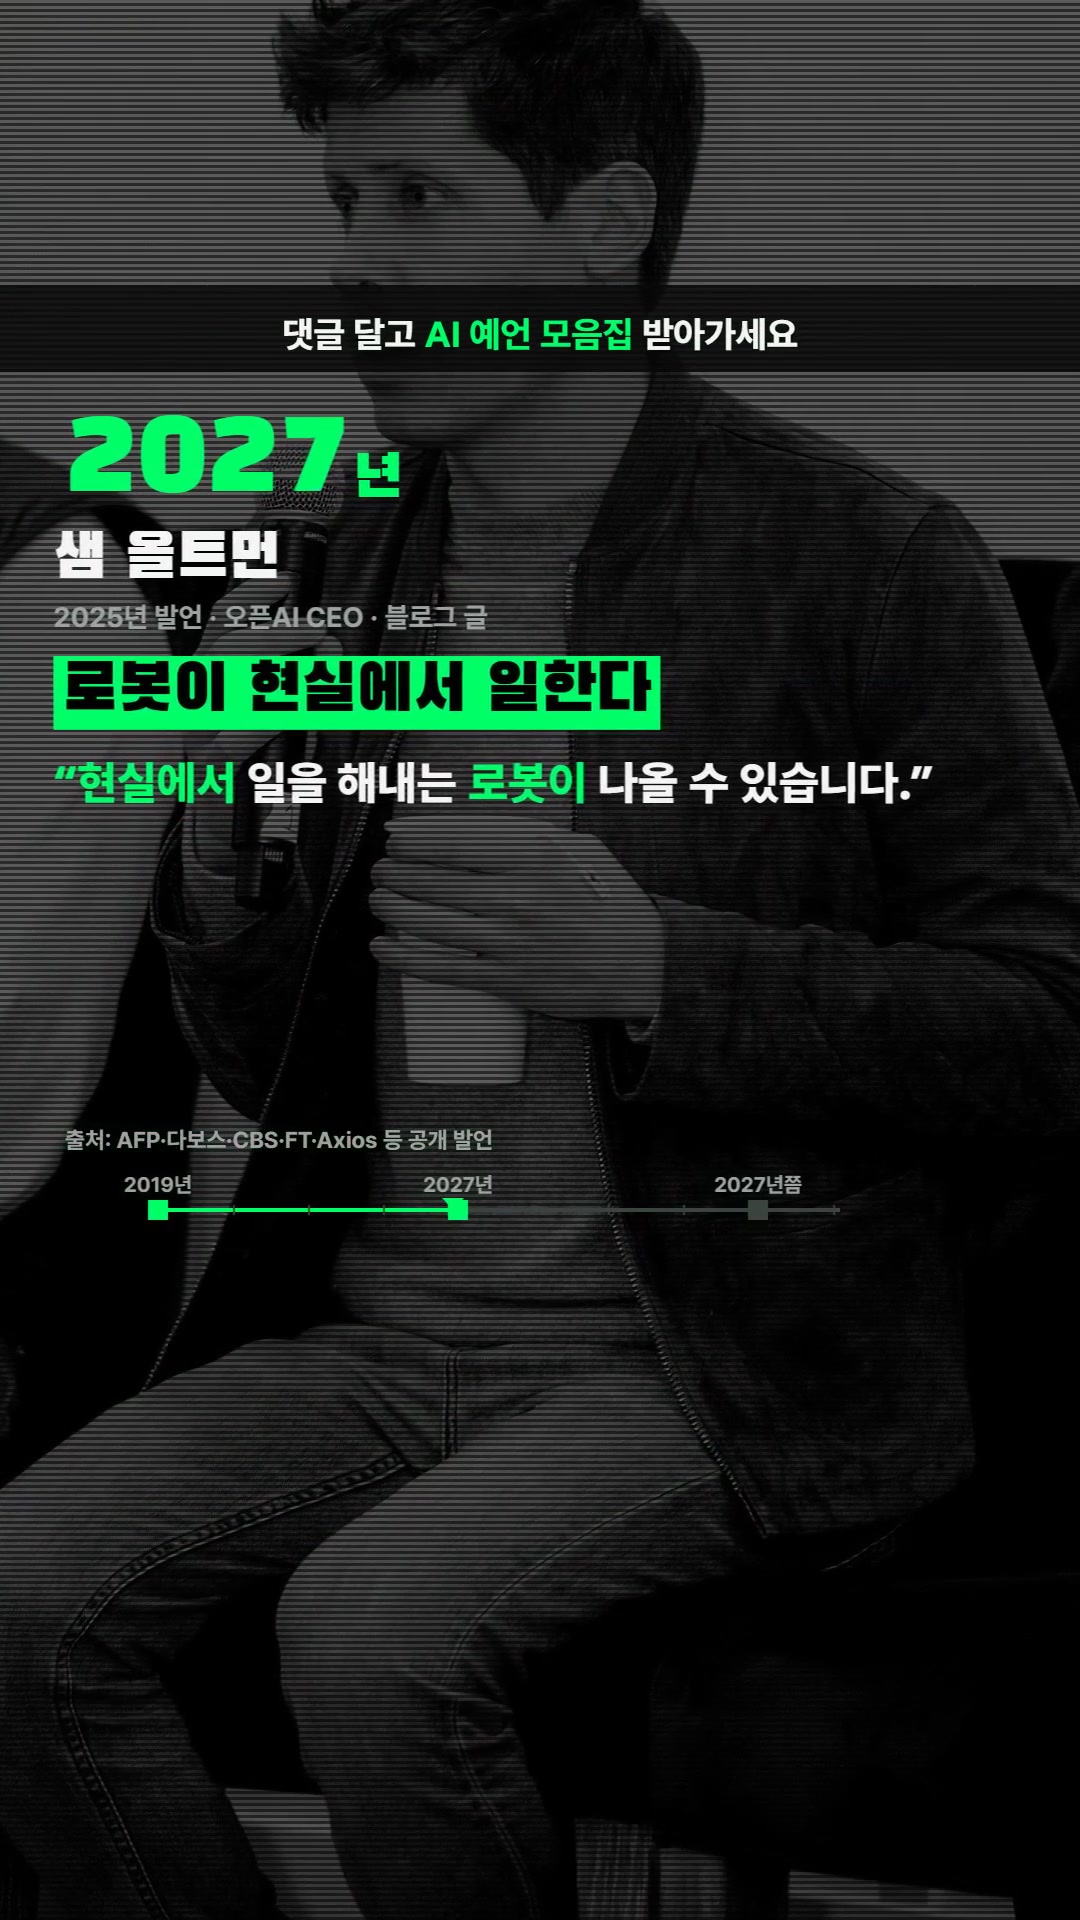 댓글 달고 AI 예언 모음집 받아가세요
2027년
샘 올트먼
2025년 발언 · 오픈AI CEO · 블로그 글
로봇이 현실에서 일한다
“현실에서 일을 해내는 로봇이 나올 수 있습니다.”
출처: AFP·다보스·CBS·FT·Axios 등 공개 발언
2019년 2027년 2027년쯤